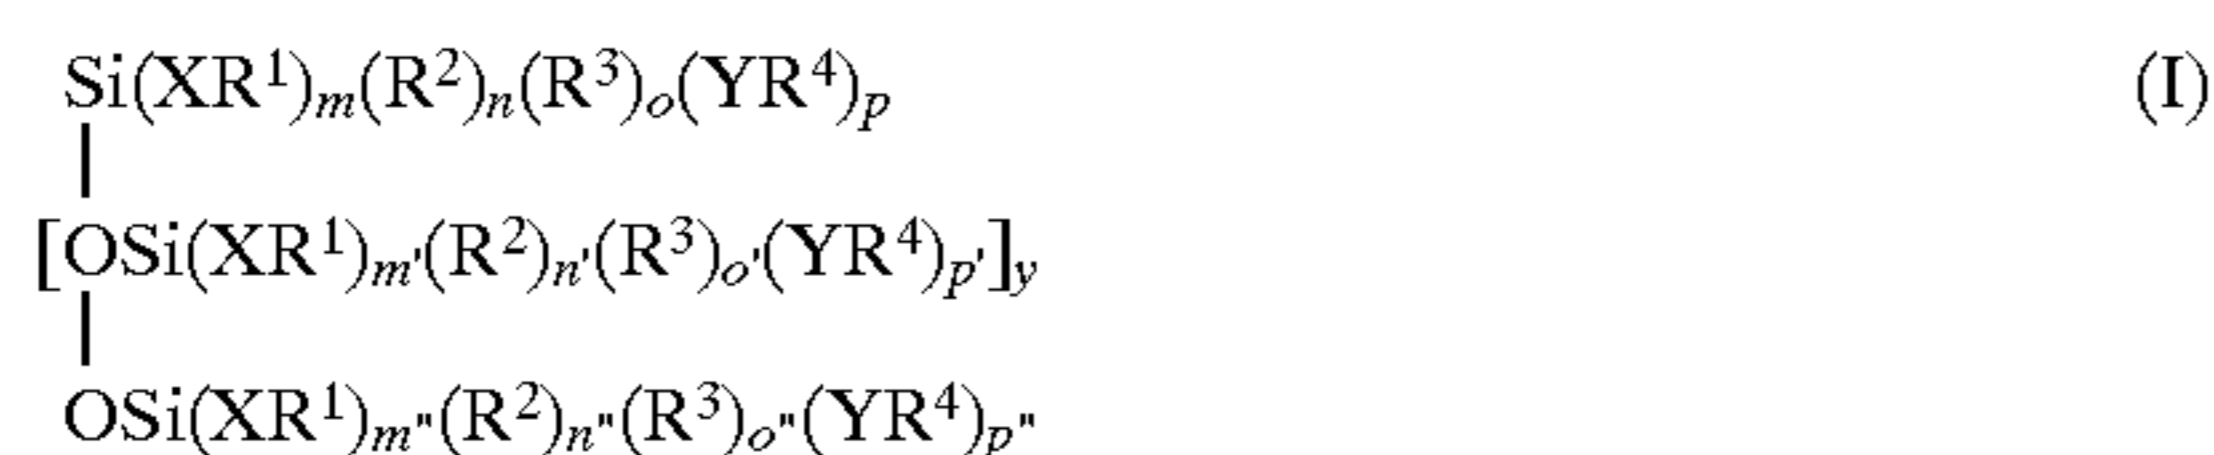 Si(XR¹)ₘ(R²)ₙ(R³)ₒ(YR⁴)ₚ (I)
[OSi(XR¹)ₘ'(R²)ₙ'(R³)ₒ'(YR⁴)ₚ']y
OSi(XR¹)ₘ"(R²)ₙ"(R³)ₒ"(YR⁴)ₚ"